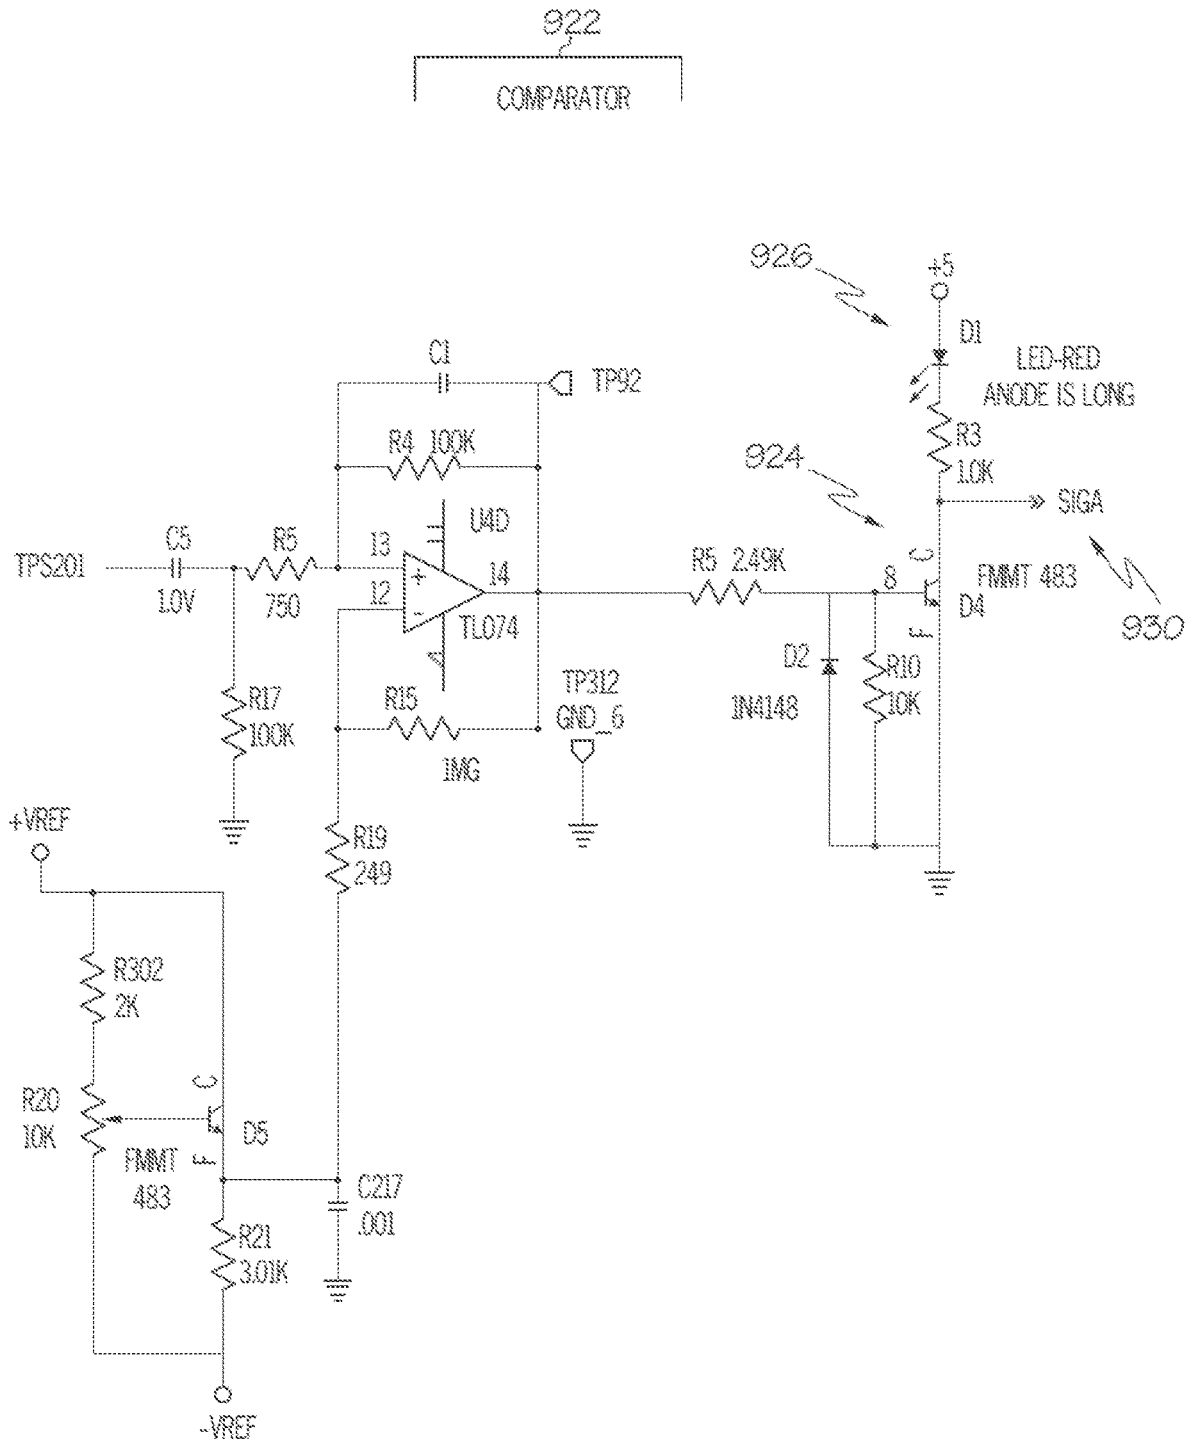 922
COMPARATOR
926
+5
D1
LED-RED
ANODE IS LONG
C1
TP92
R4 100K
R3
1.0K
924
SIGA
U4D
11
C5
R5
13
TPS201
12
14
R5 2.49K
8
C
FMMT 483
1.0V
750
TL074
D4
930
E
4
D2
R10
10K
1N4148
R17
100K
R15
1MG
TP312
GND_6
+VREF
R19
249
R302
2K
R20
10K
C
D5
FMMT
483
E
C217
.001
R21
3.01K
-VREF